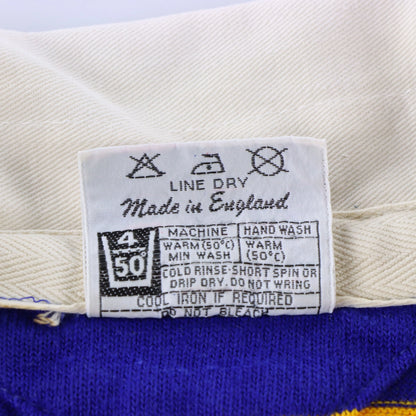 LINE DRY
Made in England
4
50°
MACHINE HAND WASH
WARM (50°C) WARM
MIN WASH (50°C)
COLD RINSE·SHORT SPIN OR
DRIP DRY. DO NOT WRING
COOL IRON IF REQUIRED
DO NOT BLEACH